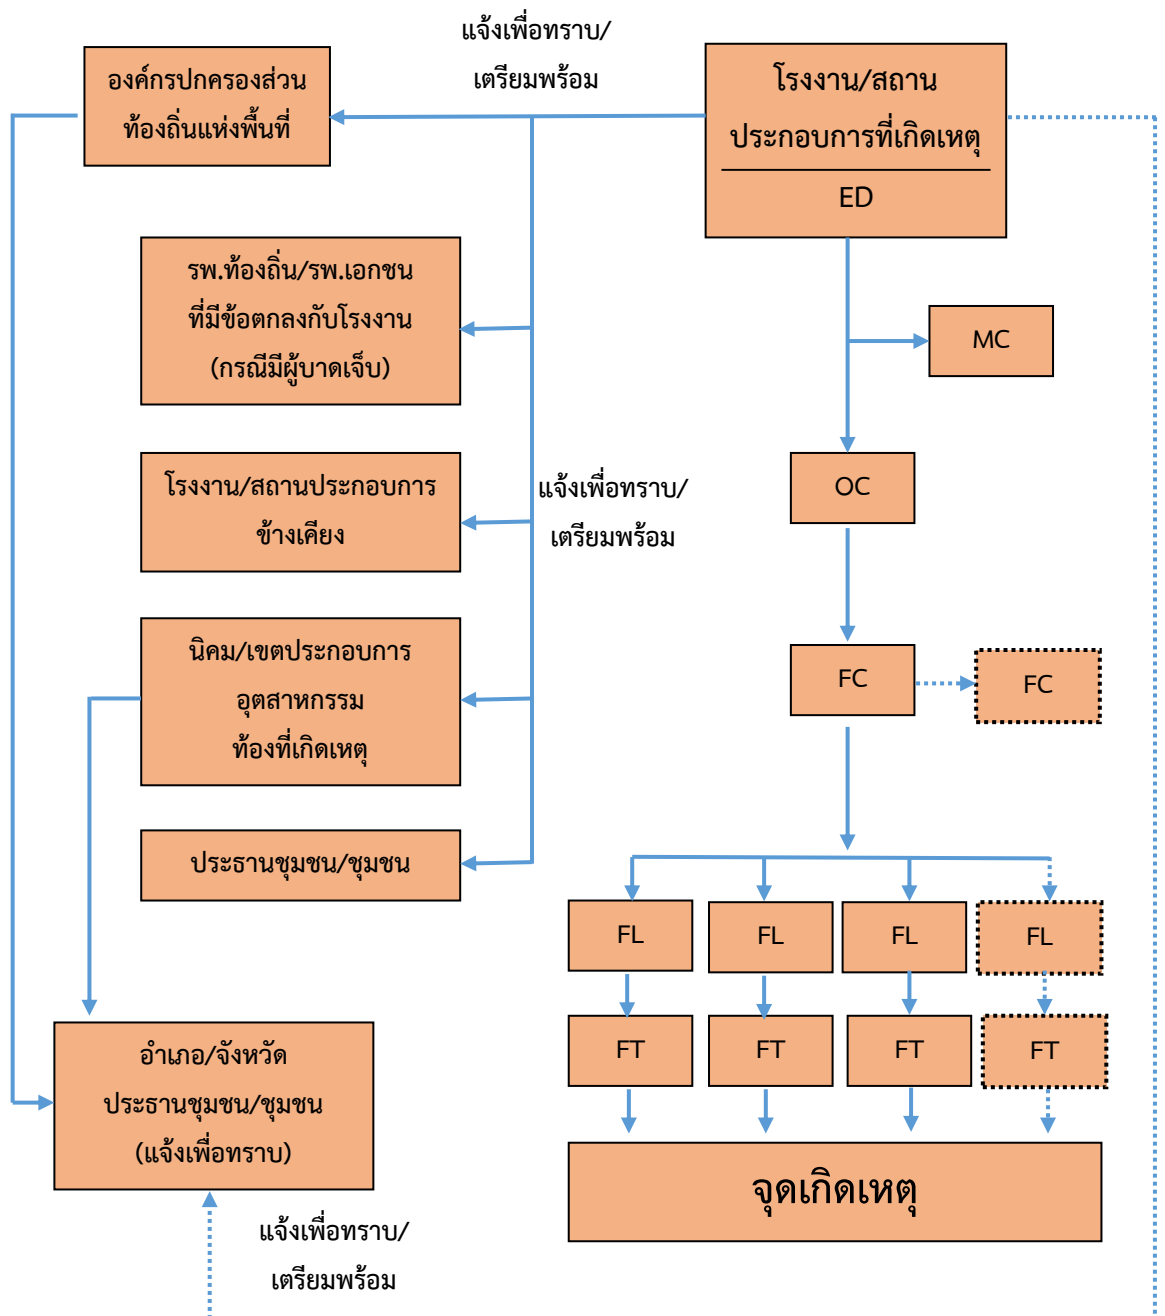 แจ้งเพื่อทราบ/
เตรียมพร้อม
องค์กรปกครองส่วน
ท้องถิ่นแห่งพื้นที่
โรงงาน/สถาน
ประกอบการที่เกิดเหตุ
ED
รพ.ท้องถิ่น/รพ.เอกชน
ที่มีข้อตกลงกับโรงงาน
(กรณีมีผู้บาดเจ็บ)
MC
โรงงาน/สถานประกอบการ
ข้างเคียง
แจ้งเพื่อทราบ/
เตรียมพร้อม
OC
นิคม/เขตประกอบการ
อุตสาหกรรม
ท้องที่เกิดเหตุ
FC
FC
ประธานชุมชน/ชุมชน
FL
FL
FL
FL
FT
FT
FT
FT
อำเภอ/จังหวัด
ประธานชุมชน/ชุมชน
(แจ้งเพื่อทราบ)
จุดเกิดเหตุ
แจ้งเพื่อทราบ/
เตรียมพร้อม